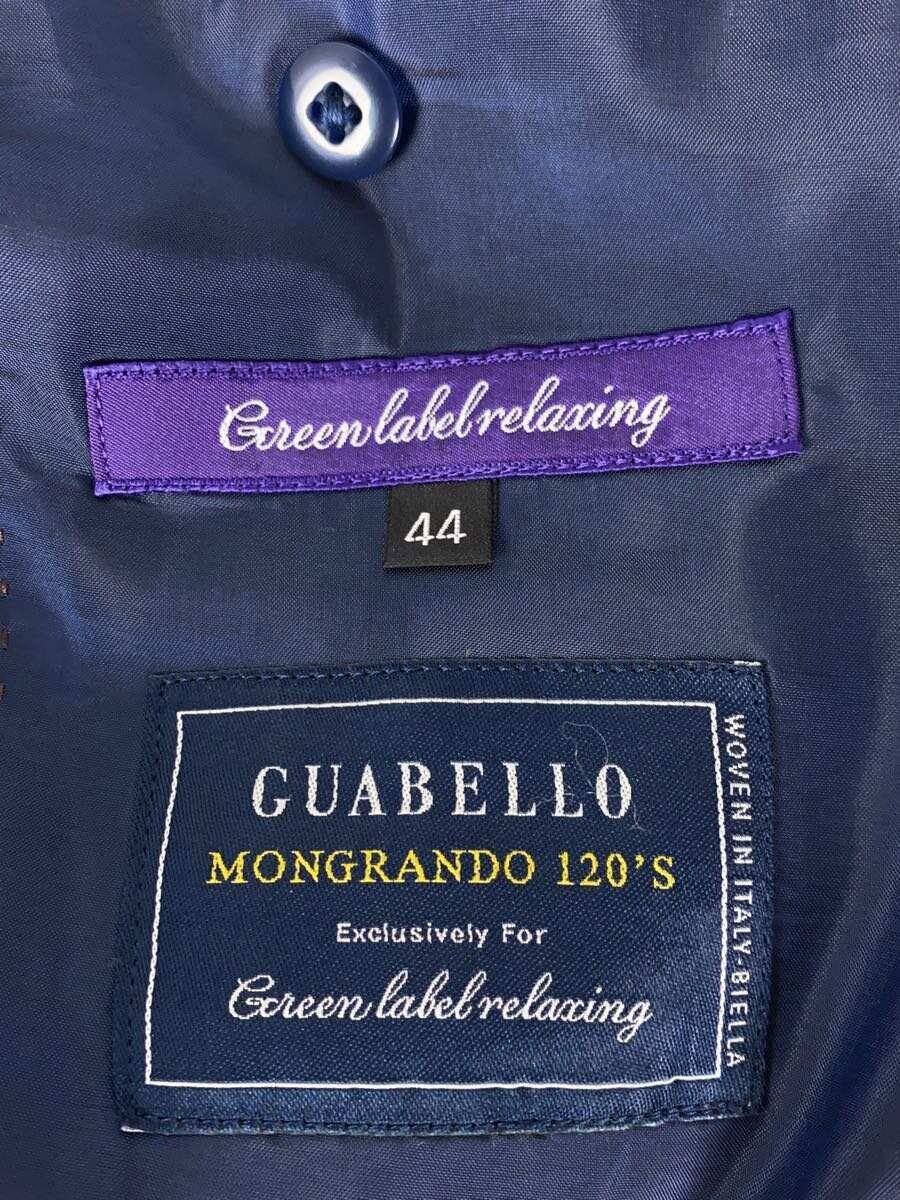 Green label relaxing
44
GUABELLO
MONGRANDO 120'S
Exclusively For
Green label relaxing
WOVEN IN ITALY-BIELLA